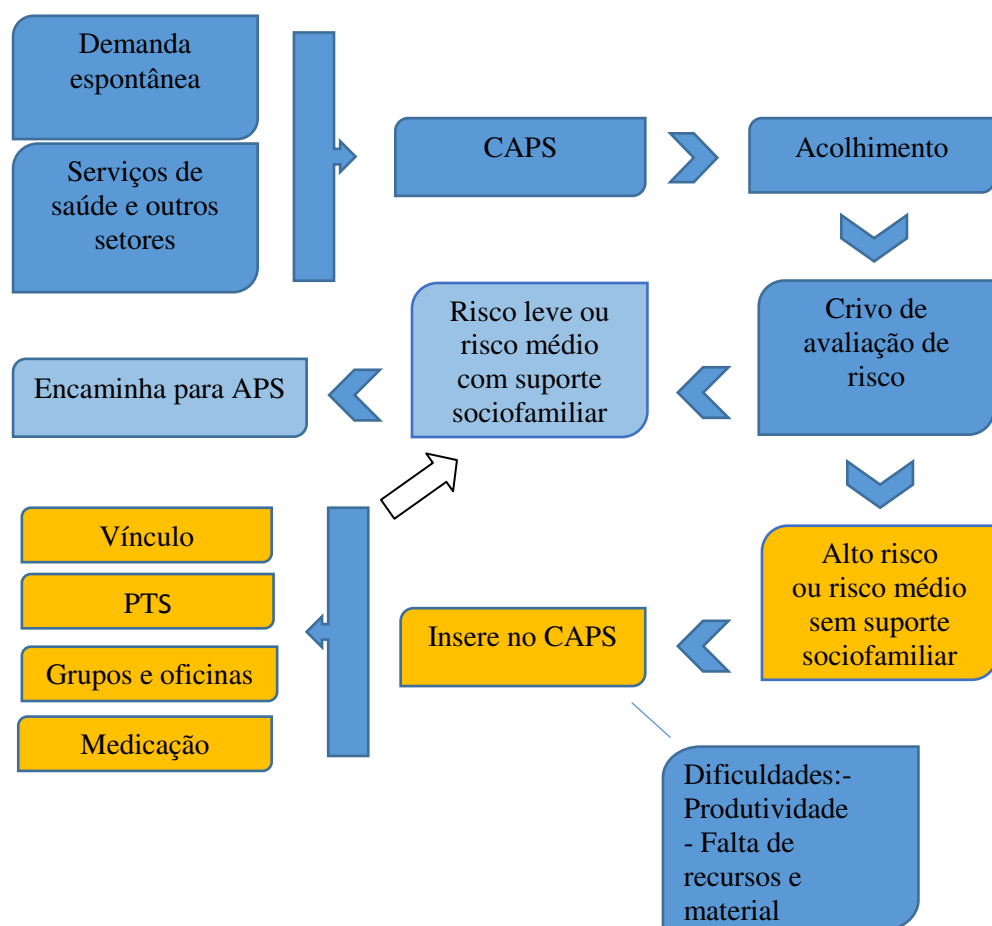 Demanda
espontânea
Serviços de
saúde e outros
setores
CAPS
Acolhimento
Crivo de
avaliação de
risco
Risco leve ou
risco médio
com suporte
sociofamiliar
Encaminha para APS
Alto risco
ou risco médio
sem suporte
sociofamiliar
Insere no CAPS
Vínculo
PTS
Grupos e oficinas
Medicação
Dificuldades:-
Produtividade
- Falta de
recursos e
material